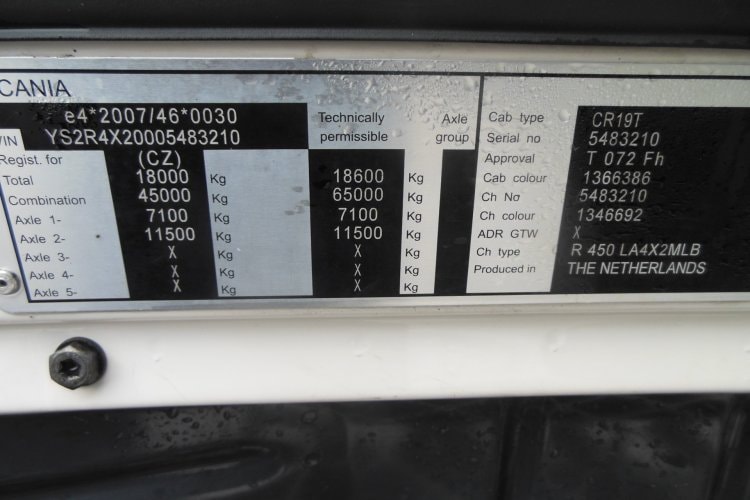 CANIA
e4*2007/46*0030
VIN YS2R4X20005483210
Regist. for (CZ)
Technically permissible
Axle group
Total 18000 Kg 18600 Kg
Combination 45000 Kg 65000 Kg
Axle 1- 7100 Kg 7100 Kg
Axle 2- 11500 Kg 11500 Kg
Axle 3- X Kg X Kg
Axle 4- X Kg X Kg
Axle 5- X Kg X Kg
Cab type CR19T
Serial no 5483210
Approval T 072 Fh
Cab colour 1366386
Ch No 5483210
Ch colour 1346692
ADR GTW X
Ch type R 450 LA4X2MLB
Produced in THE NETHERLANDS